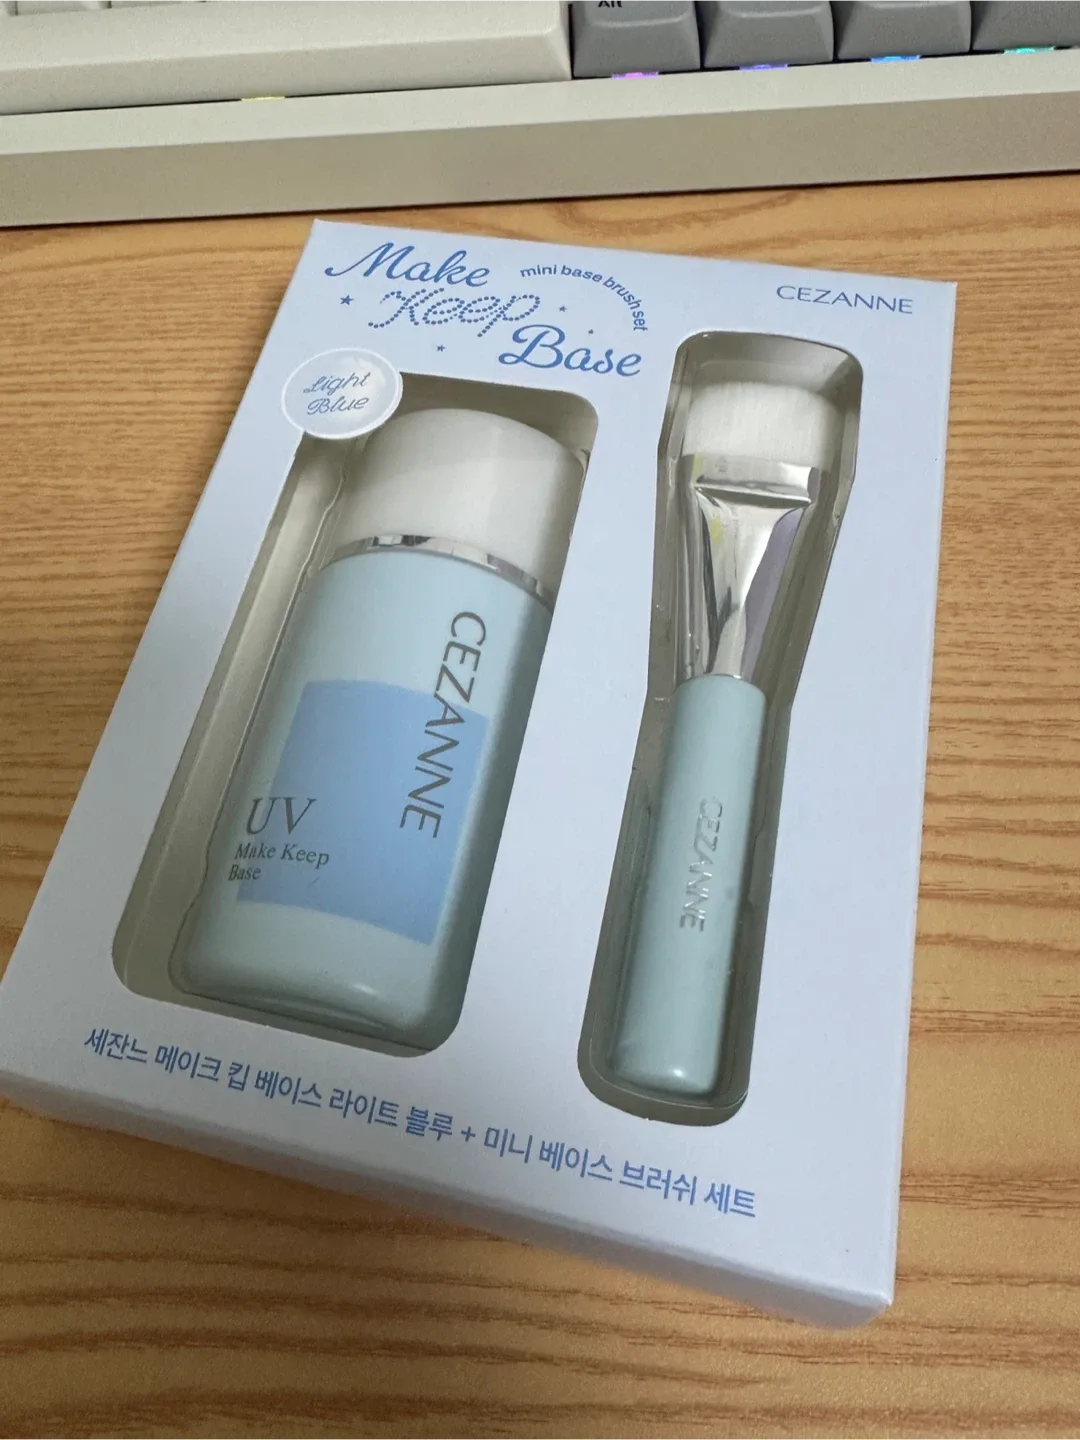 Make
Keep
Base
mini base brush set
CEZANNE
Light
Blue
CEZANNE
UV
Make Keep
Base
CEZANNE
세잔느 메이크 킵 베이스 라이트 블루 + 미니 베이스 브러쉬 세트